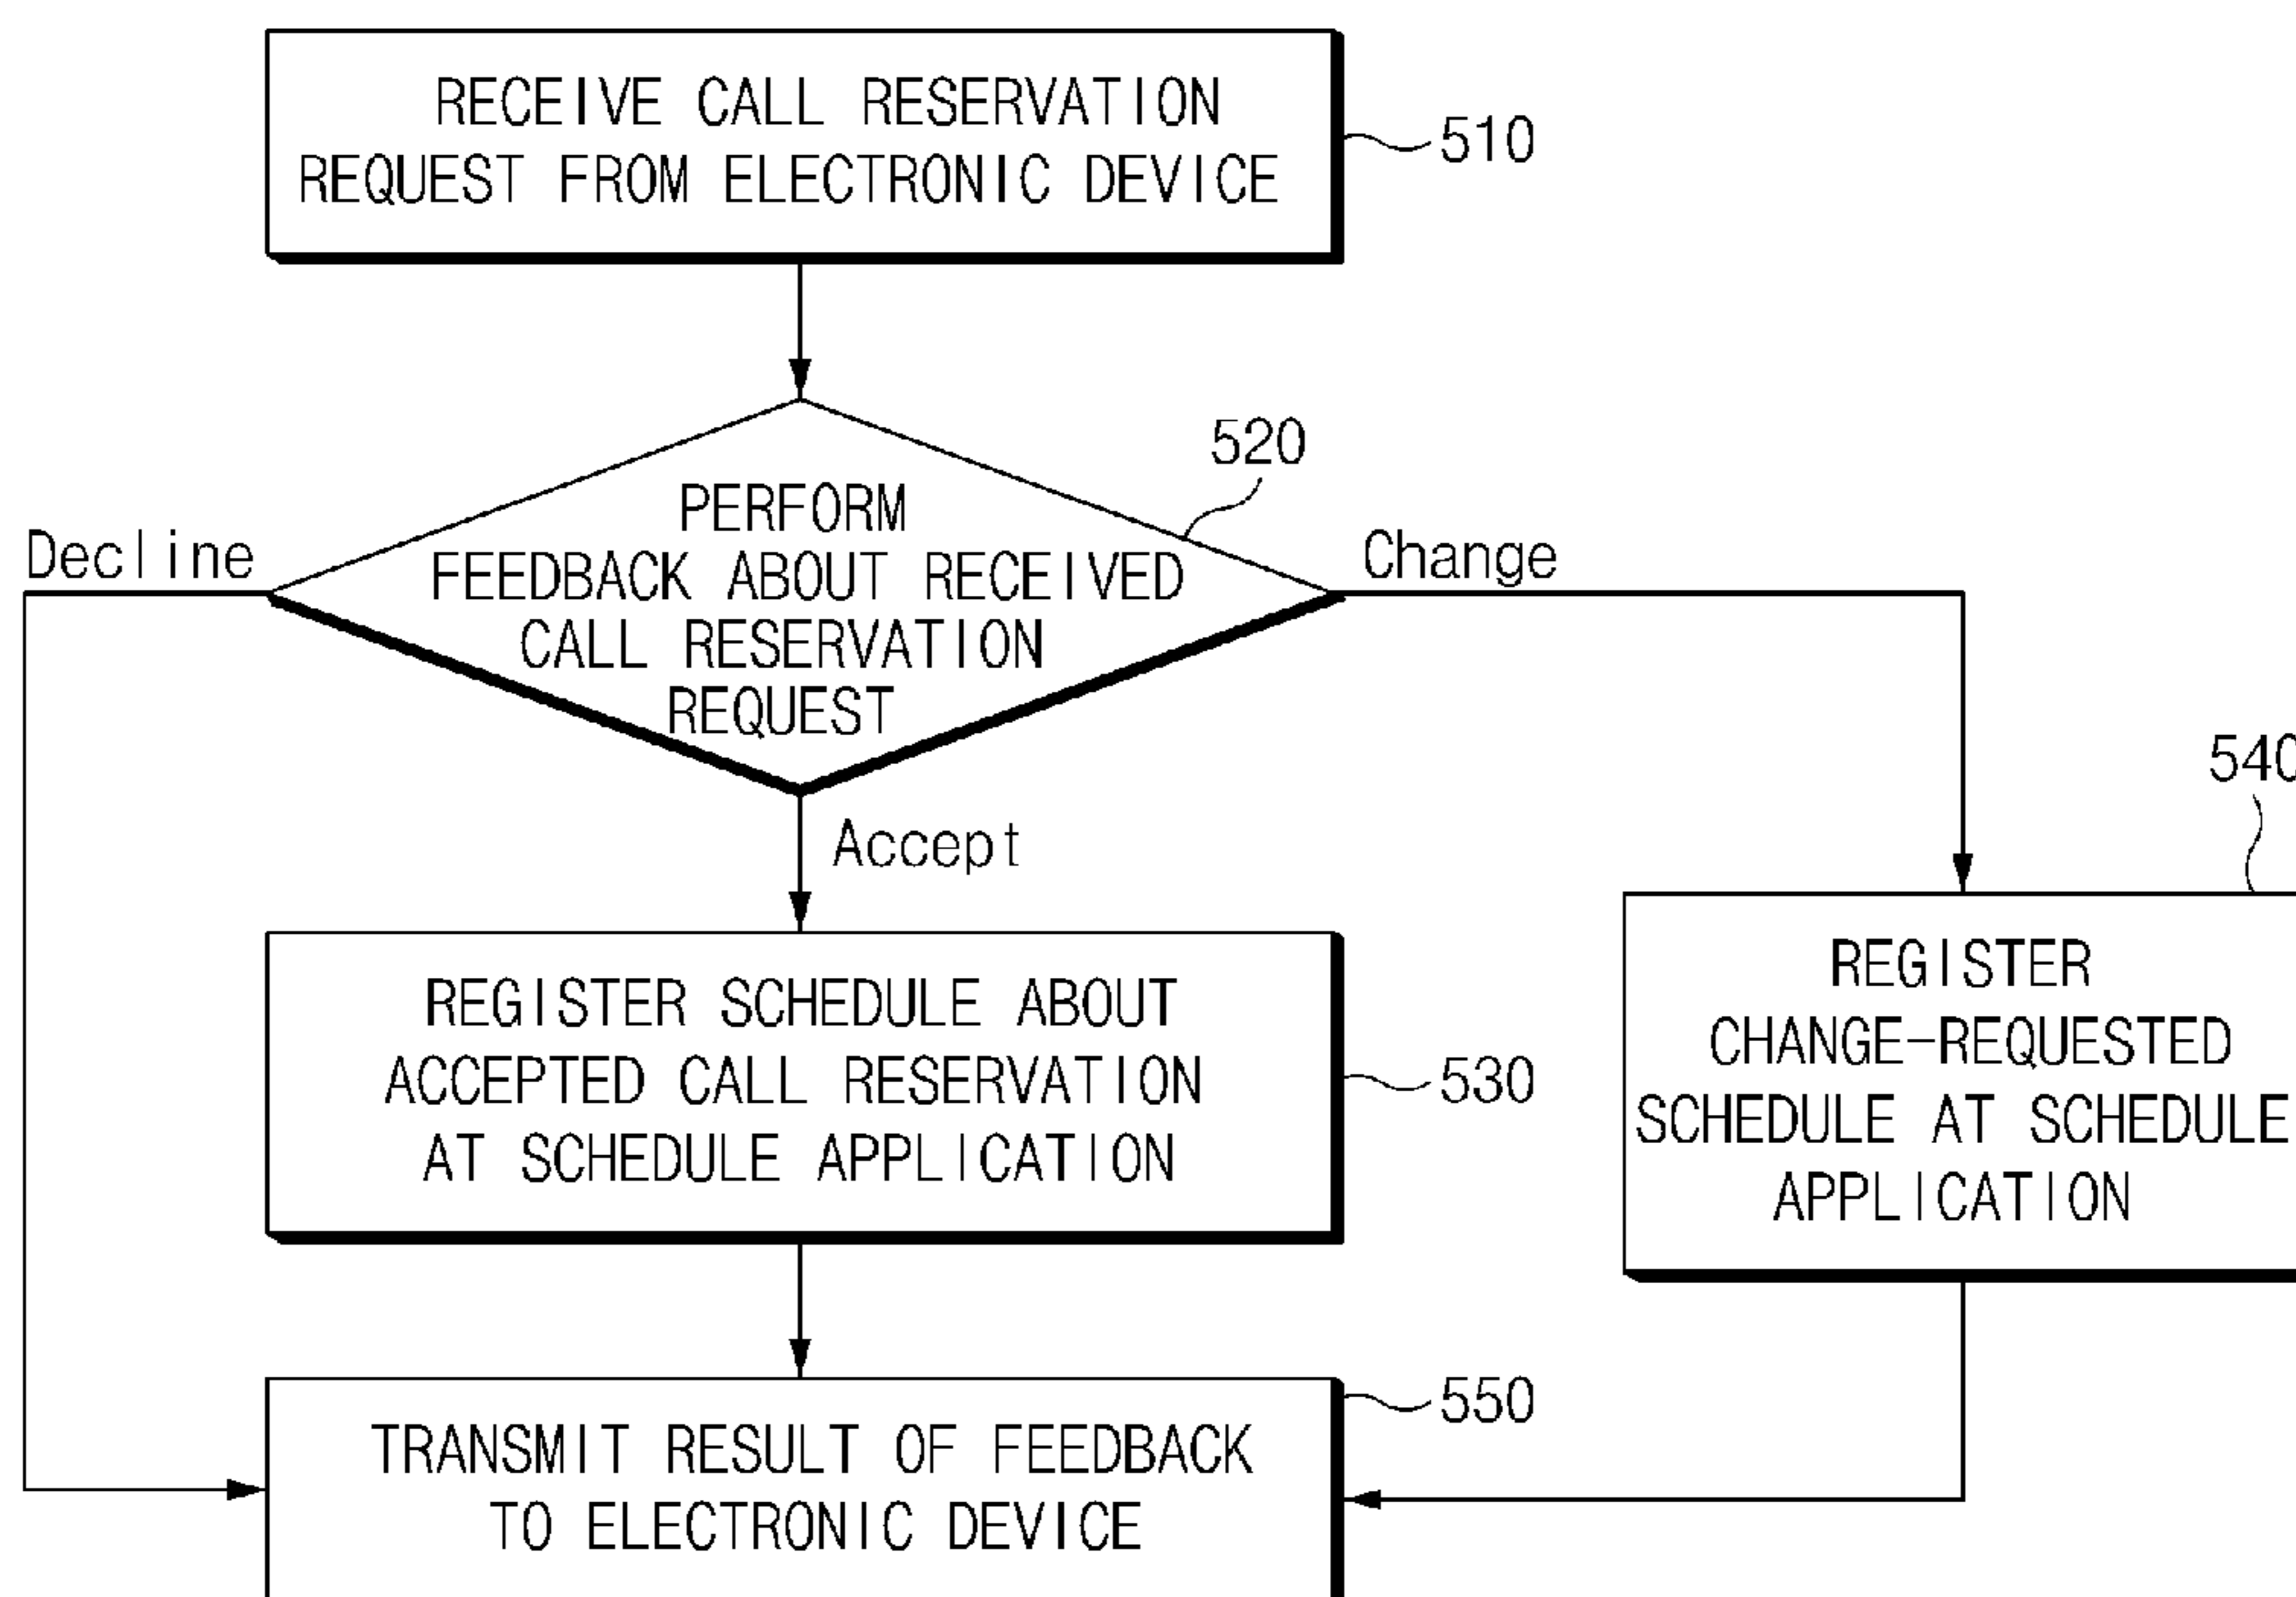 RECEIVE CALL RESERVATION
REQUEST FROM ELECTRONIC DEVICE
510
520
PERFORM
FEEDBACK ABOUT RECEIVED
CALL RESERVATION
REQUEST
Decline
Change
Accept
540
REGISTER SCHEDULE ABOUT
ACCEPTED CALL RESERVATION
AT SCHEDULE APPLICATION
530
REGISTER
CHANGE-REQUESTED
SCHEDULE AT SCHEDULE
APPLICATION
550
TRANSMIT RESULT OF FEEDBACK
TO ELECTRONIC DEVICE